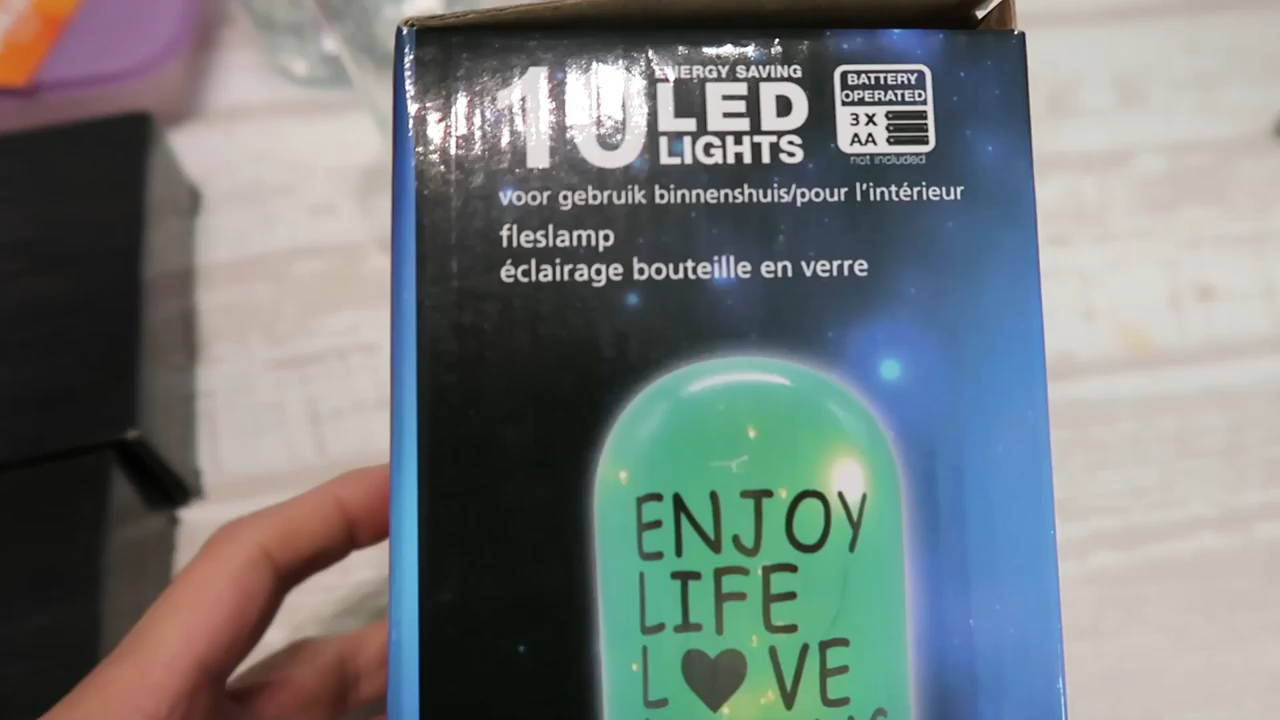 10 ENERGY SAVING
LED
LIGHTS
BATTERY
OPERATED
3 X
AA
not included
voor gebruik binnenshuis/pour l'intérieur
fleslamp
éclairage bouteille en verre
ENJOY
LIFE
L♥VE